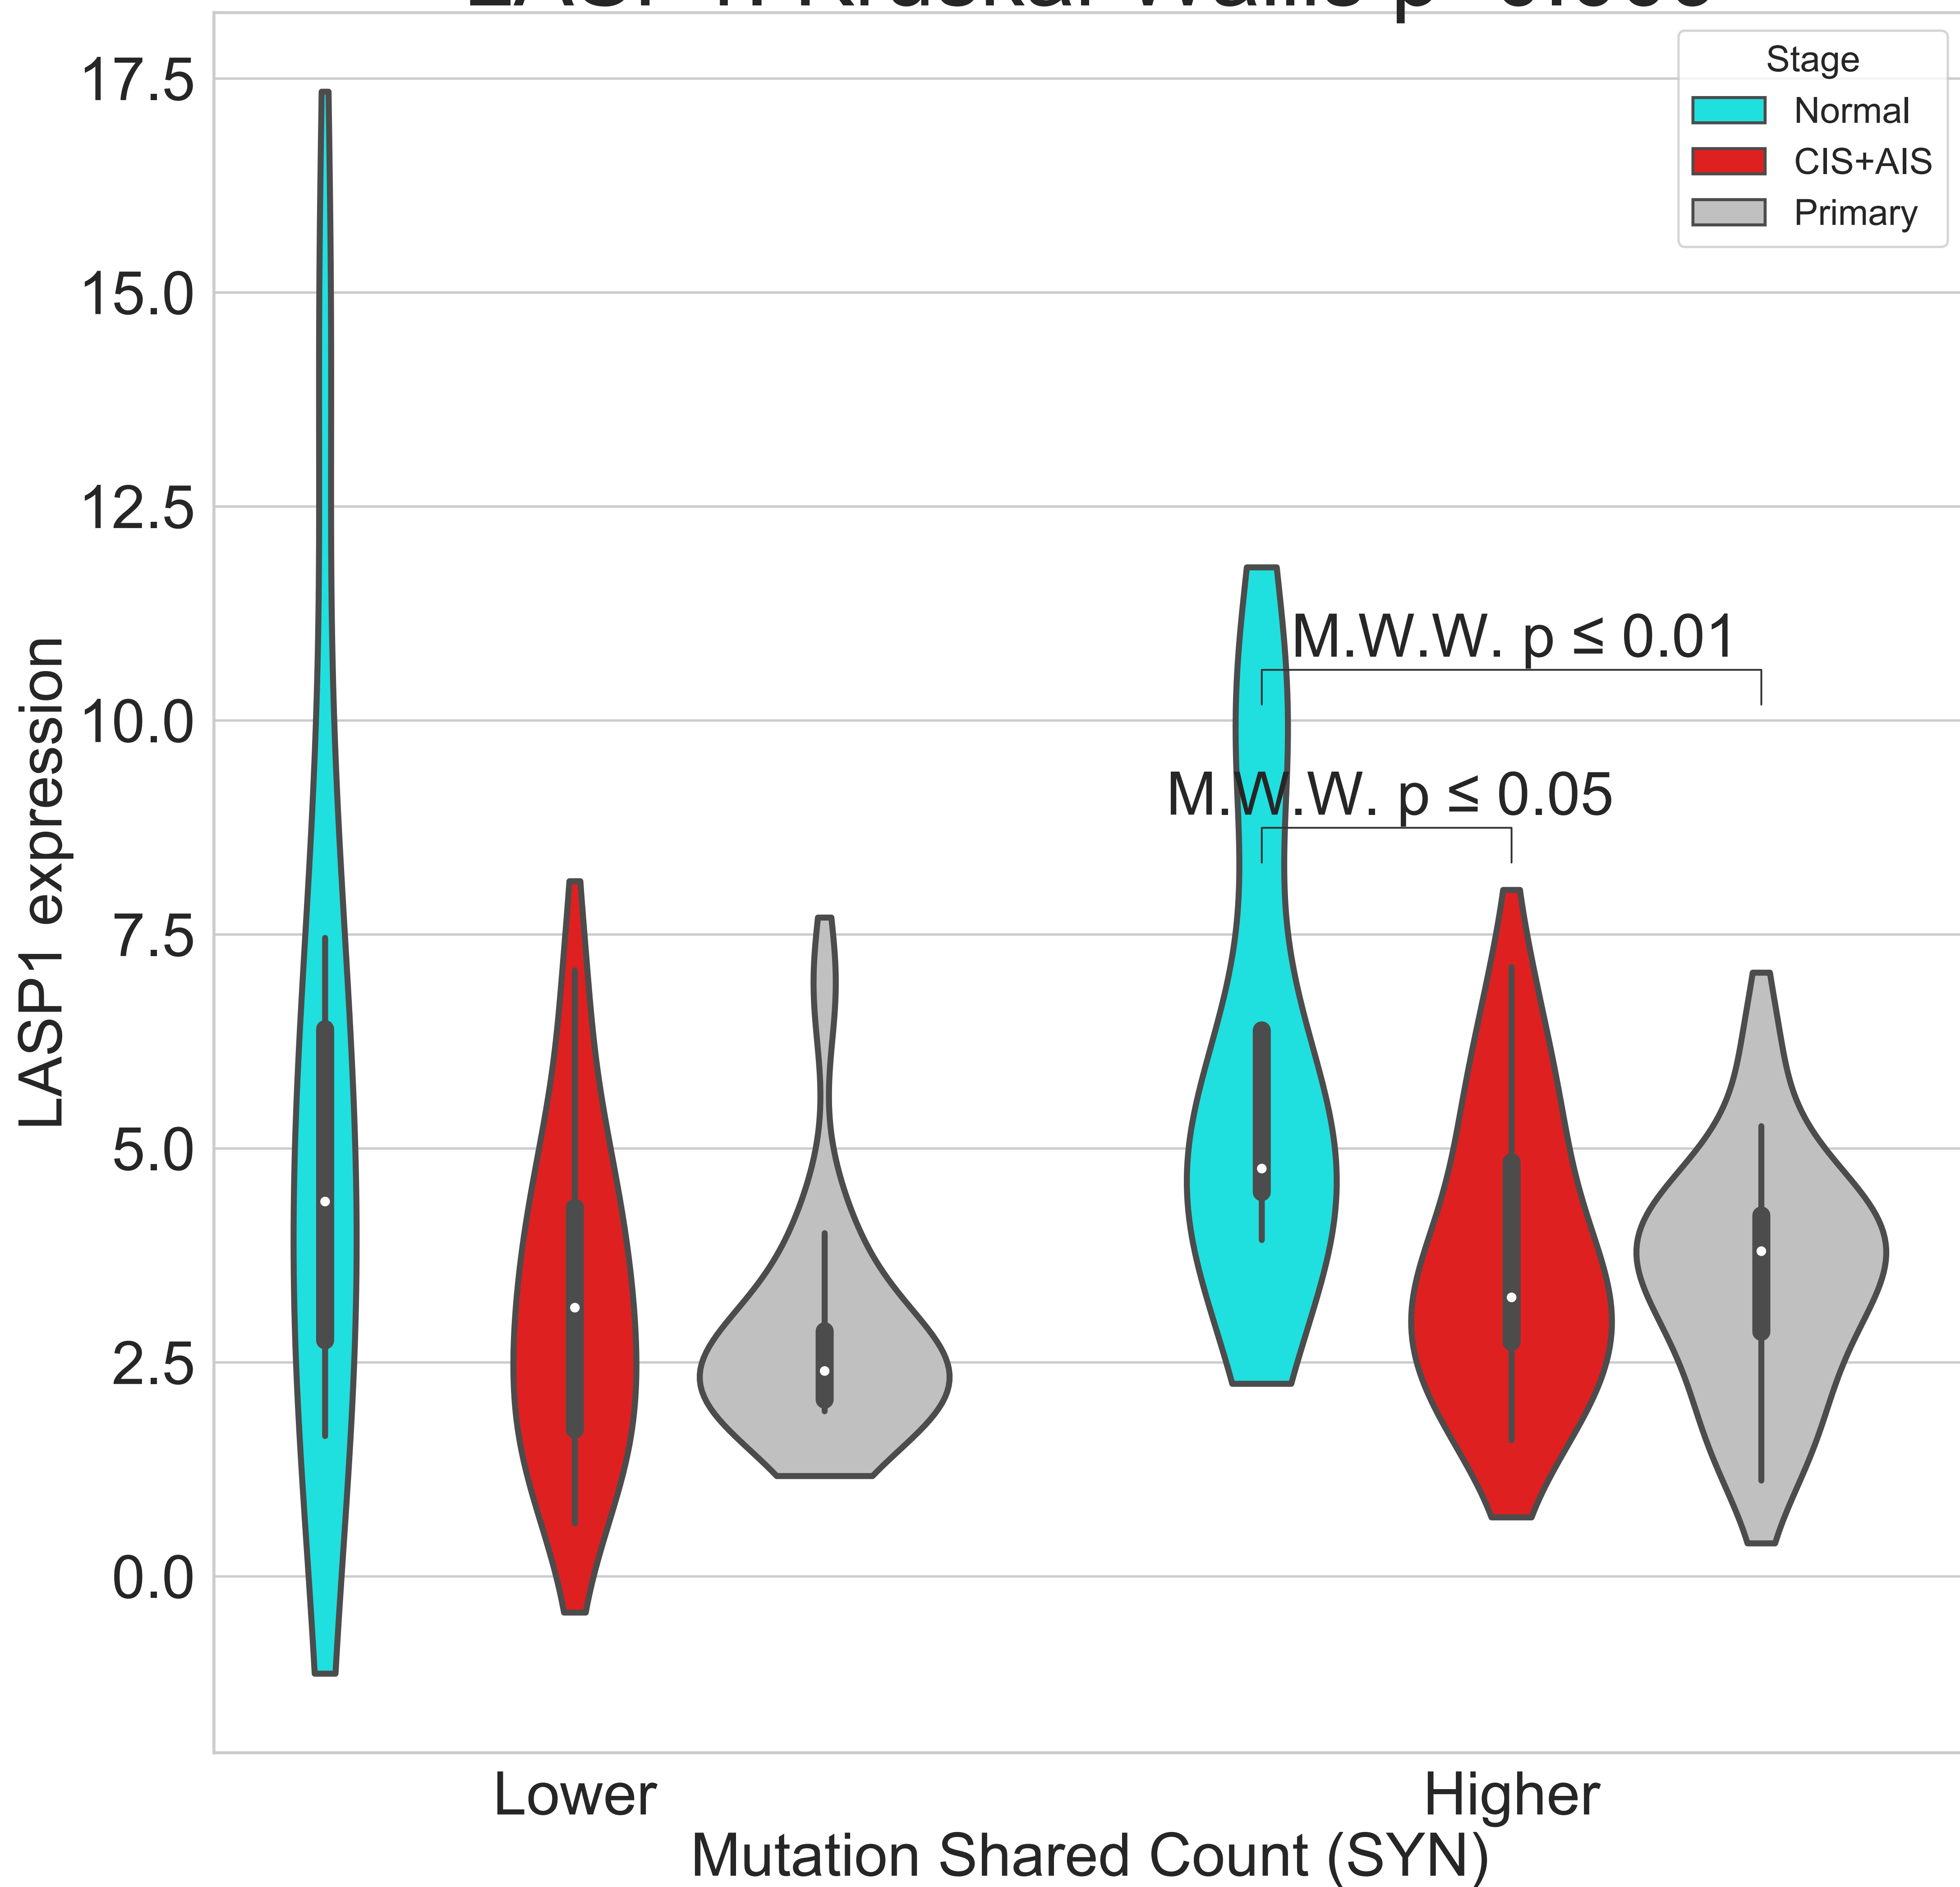 Stage
Normal
CIS+AIS
Primary
17.5
15.0
12.5
10.0
7.5
5.0
2.5
0.0
LASP1 expression
M.W.W. p ≤ 0.01
M.W.W. p ≤ 0.05
Lower
Higher
Mutation Shared Count (SYN)